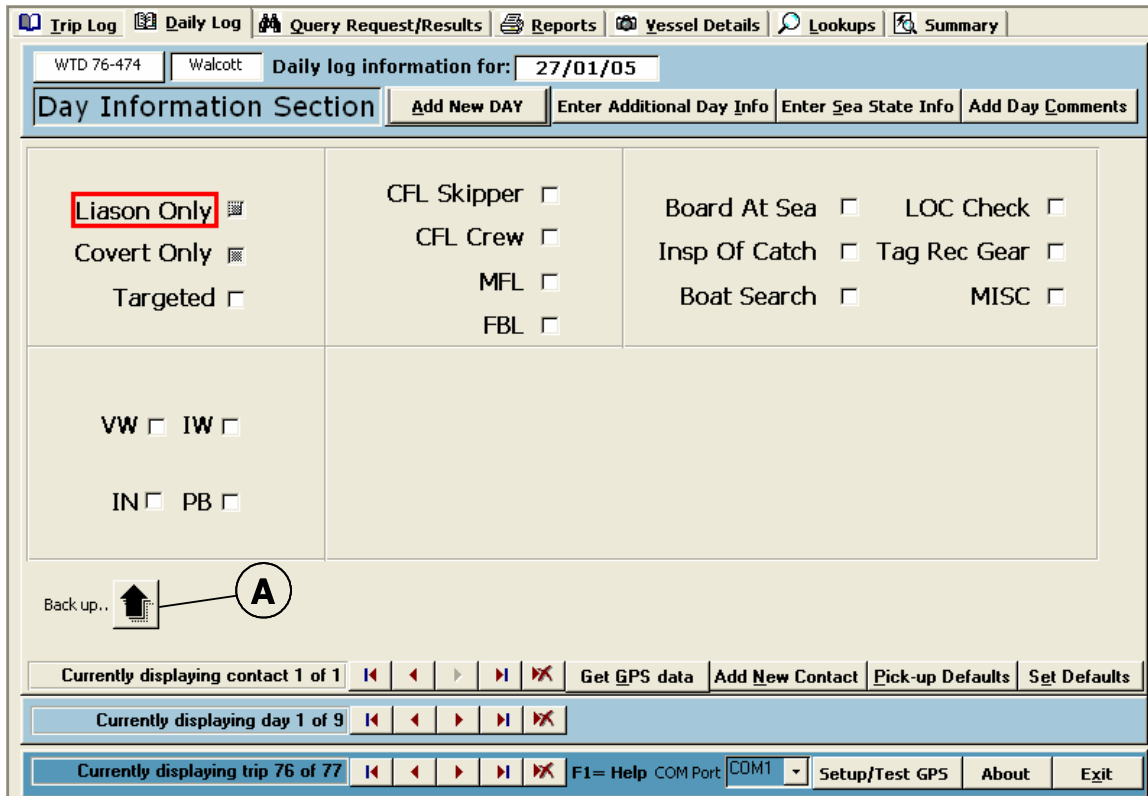 Trip Log Daily Log Query Request/Results Reports Vessel Details Lookups Summary
WTD 76-474 Walcott Daily log information for: 27/01/05
Day Information Section Add New DAY Enter Additional Day Info Enter Sea State Info Add Day Comments
Liason Only
Covert Only
Targeted
CFL Skipper
CFL Crew
MFL
FBL
Board At Sea LOC Check
Insp Of Catch Tag Rec Gear
Boat Search MISC
VW IW
IN PB
Back up.. A
Currently displaying contact 1 of 1 Get GPS data Add New Contact Pick-up Defaults Set Defaults
Currently displaying day 1 of 9
Currently displaying trip 76 of 77 F1= Help COM Port COM1 Setup/Test GPS About Exit